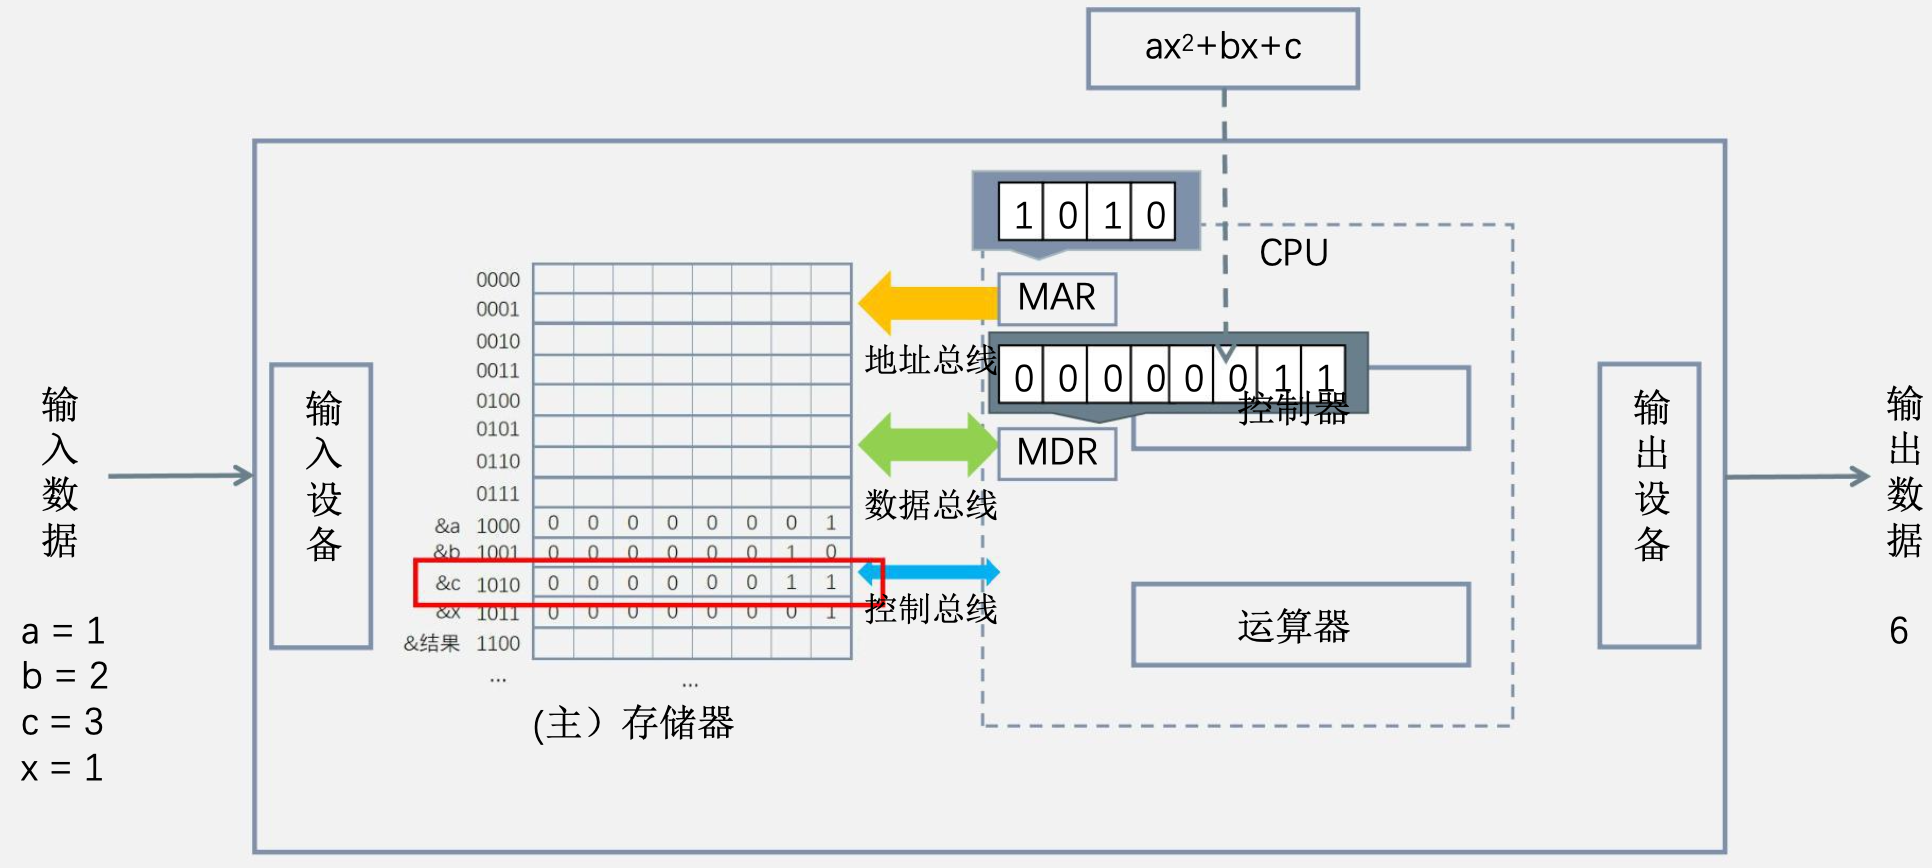 ax²+bx+c
1 0 1 0
CPU
MAR
地址总线
0 0 0 0 0 0 1 1
控制器
MDR
数据总线
控制总线
运算器
输入数据
a = 1
b = 2
c = 3
x = 1
输入设备
0000
0001
0010
0011
0100
0101
0110
0111
&a 1000 0 0 0 0 0 0 0 1
&b 1001 0 0 0 0 0 0 1 0
&c 1010 0 0 0 0 0 0 1 1
&x 1011 0 0 0 0 0 0 0 1
&结果 1100
... ...
(主）存储器
输出设备
输出数据
6